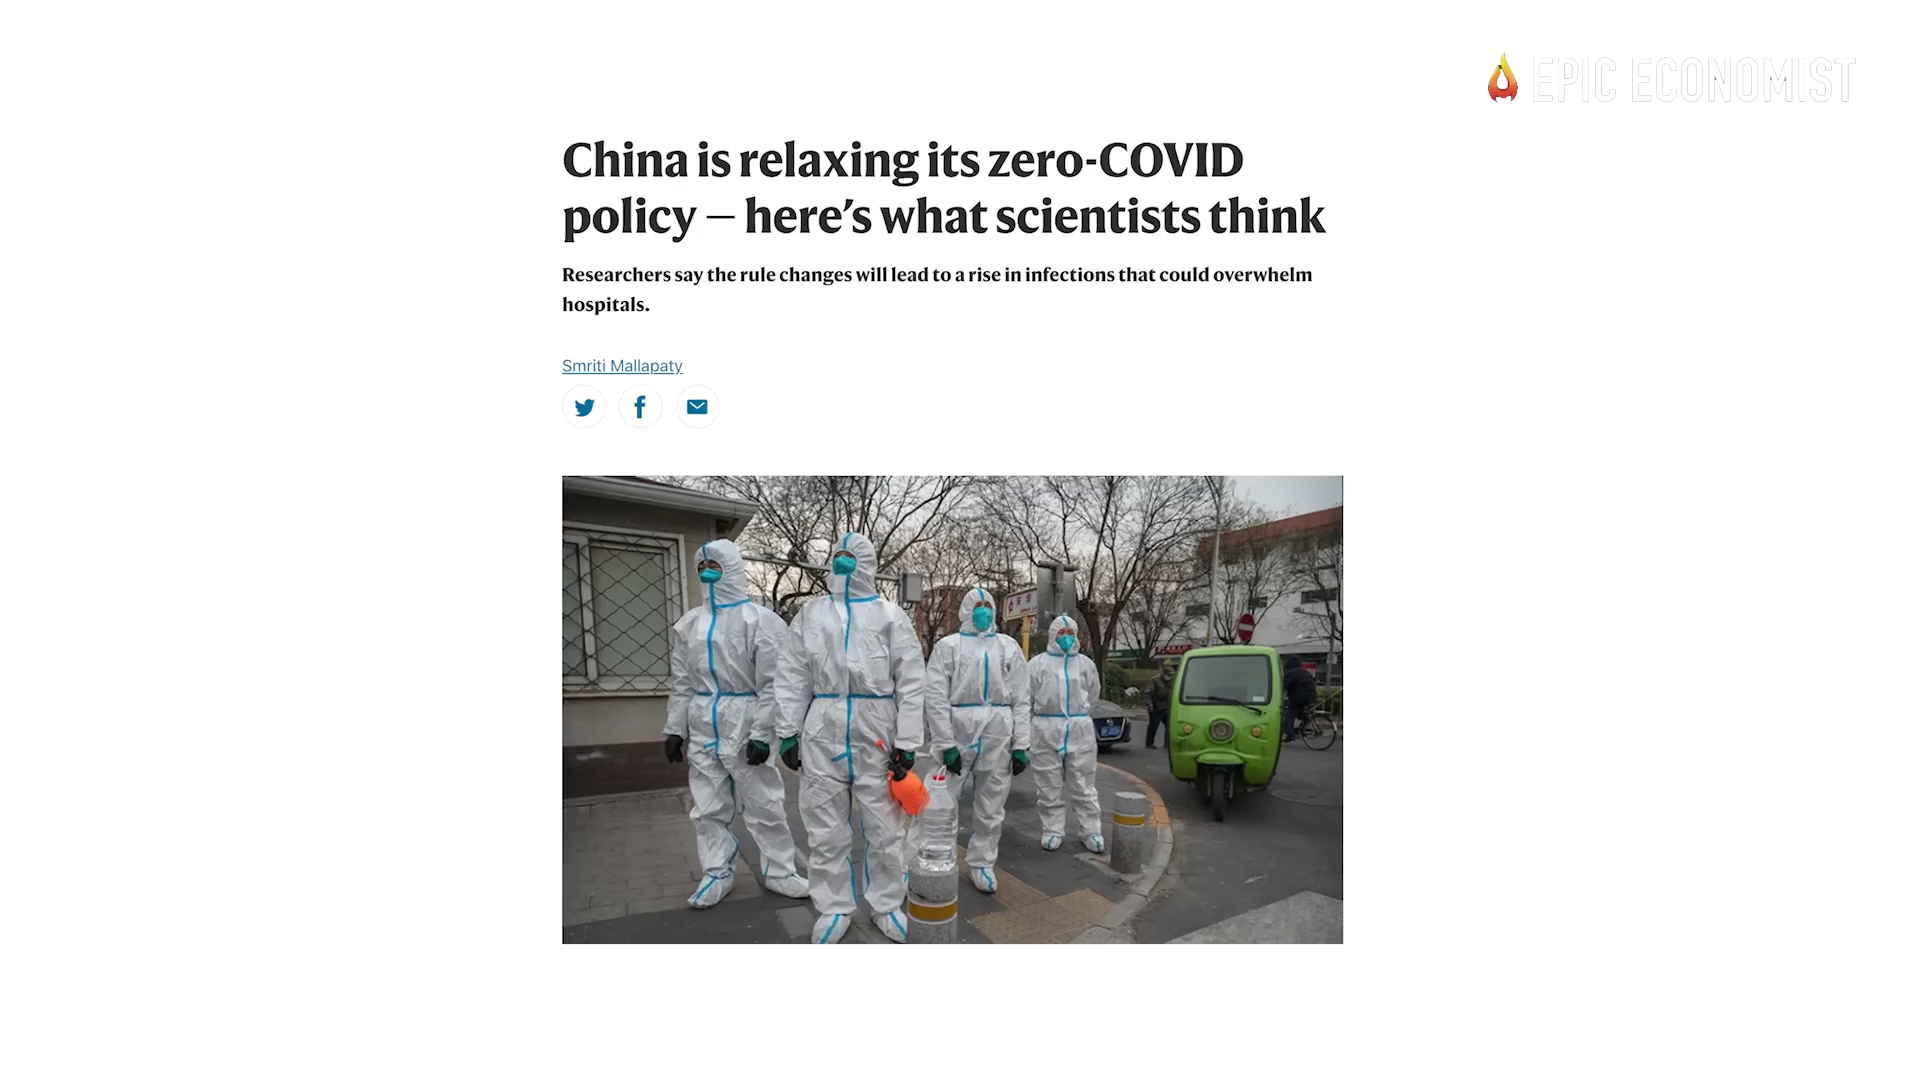 EPIC ECONOMIST
China is relaxing its zero-COVID
policy — here’s what scientists think
Researchers say the rule changes will lead to a rise in infections that could overwhelm
hospitals.
Smriti Mallapaty